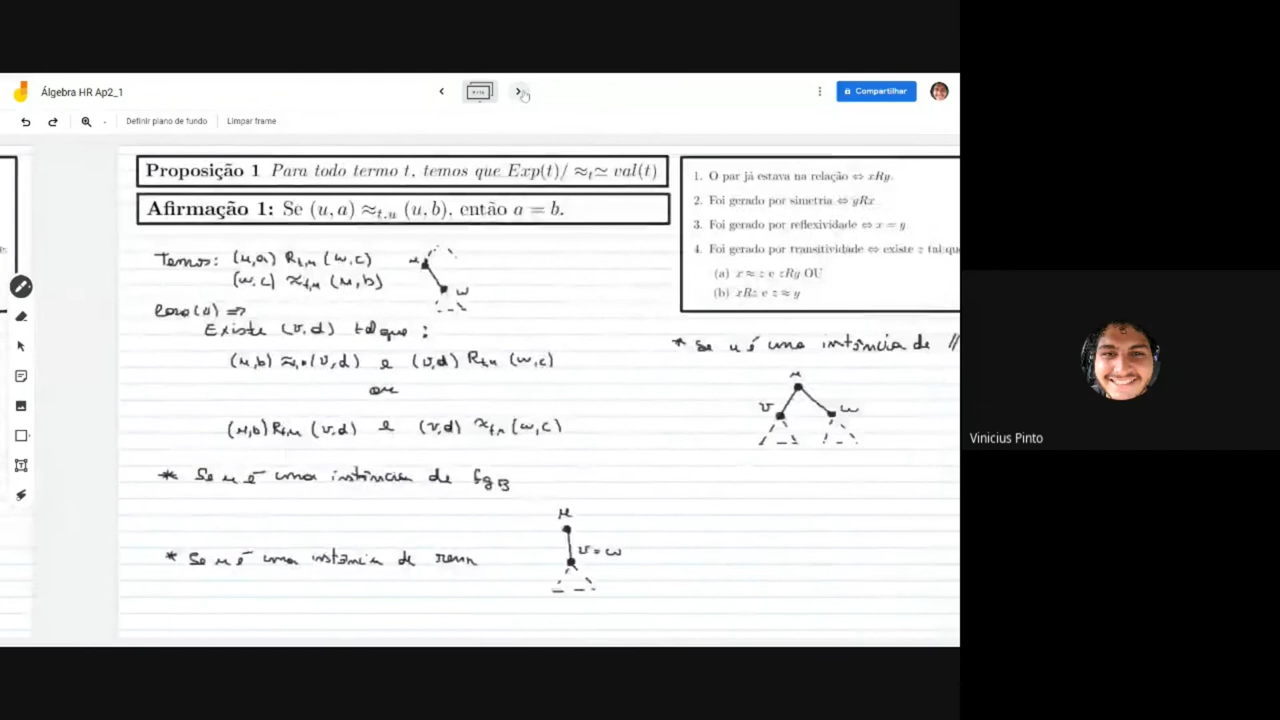 Álgebra HR Ap2_1
Compartilhar
Definir plano de fundo
Limpar frame
Proposição 1 Para todo termo t, temos que Exp(t)/ ≈t≃ val(t)
Afirmação 1: Se (u, a) ≈t,u (u, b), então a = b.
1. O par já estava na relação ⇔ xRy.
2. Foi gerado por simetria ⇔ yRx
3. Foi gerado por reflexividade ⇔ x = y
4. Foi gerado por transitividade ⇔ existe z tal que
(a) x ≈ z e zRy OU
(b) xRz e z ≈ y
Temos: (u,a) Rt,u (w,c)
(w,c) ≈t,u (u,b)
u
w
Caso (4) ⇒
Existe (v,d) tal que:
(u,b) ≈t,u (v,d) e (v,d) Rt,u (w,c)
ou
(u,b) Rt,u (v,d) e (v,d) ≈t,u (w,c)
* Se u é uma instância de fgB
* Se u é uma instância de renα
u
v = w
* Se u é uma instância de //
u
v
w
Vinicius Pinto